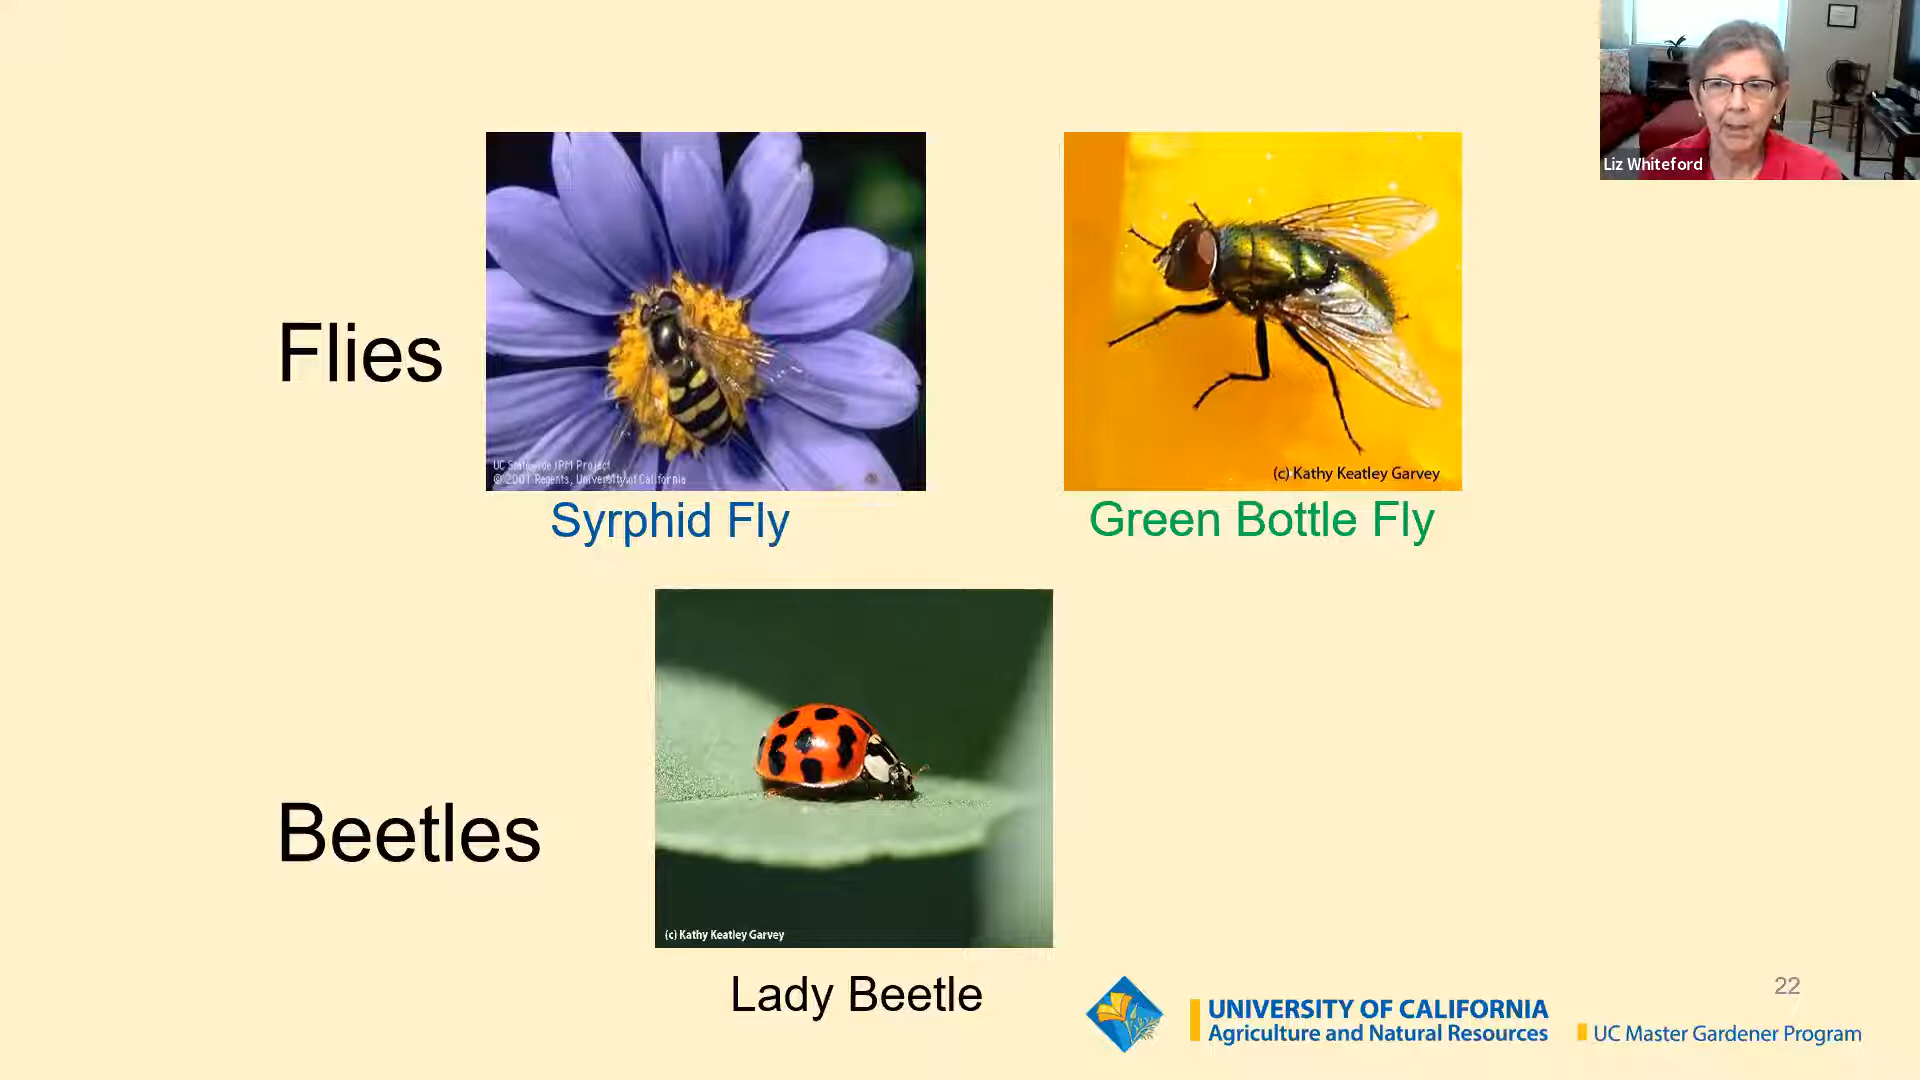 Liz Whiteford
Flies
UC Statewide IPM Project
© 2001 Regents, University of California
(c) Kathy Keatley Garvey
Syrphid Fly
Green Bottle Fly
Beetles
(c) Kathy Keatley Garvey
Lady Beetle
22
UNIVERSITY OF CALIFORNIA
Agriculture and Natural Resources
UC Master Gardener Program